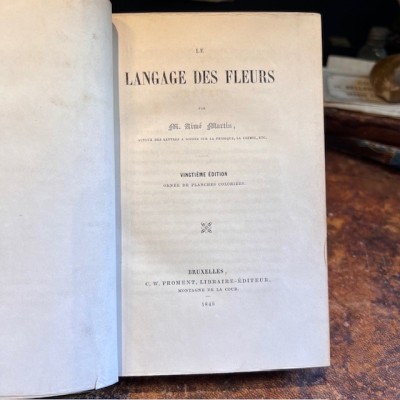 LE
LANGAGE DES FLEURS
PAR
M. Aimé Martin,
AUTEUR DES LETTRES A SOPHIE SUR LA PHYSIQUE, LA CHIMIE, ETC.
VINGTIÈME ÉDITION
ORNÉE DE PLANCHES COLORIÉES.
BRUXELLES,
C. W. FROMENT, LIBRAIRE-ÉDITEUR,
MONTAGNE DE LA COUR.